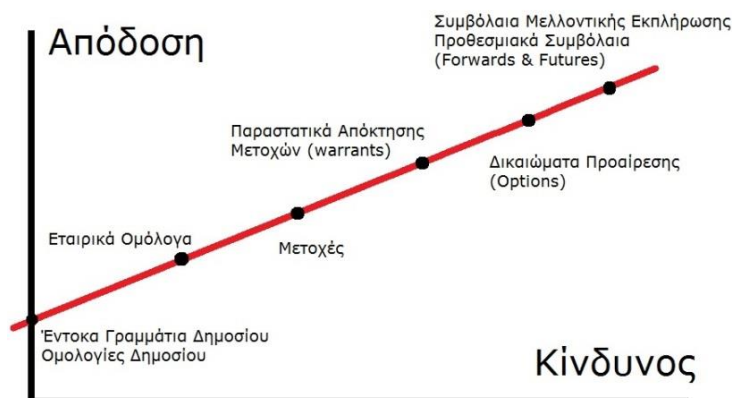 Απόδοση
Συμβόλαια Μελλοντικής Εκπλήρωσης
Προθεσμιακά Συμβόλαια
(Forwards & Futures)
Παραστατικά Απόκτησης
Μετοχών (warrants)
Δικαιώματα Προαίρεσης
(Options)
Εταιρικά Ομόλογα
Μετοχές
Έντοκα Γραμμάτια Δημοσίου
Ομολογίες Δημοσίου
Κίνδυνος